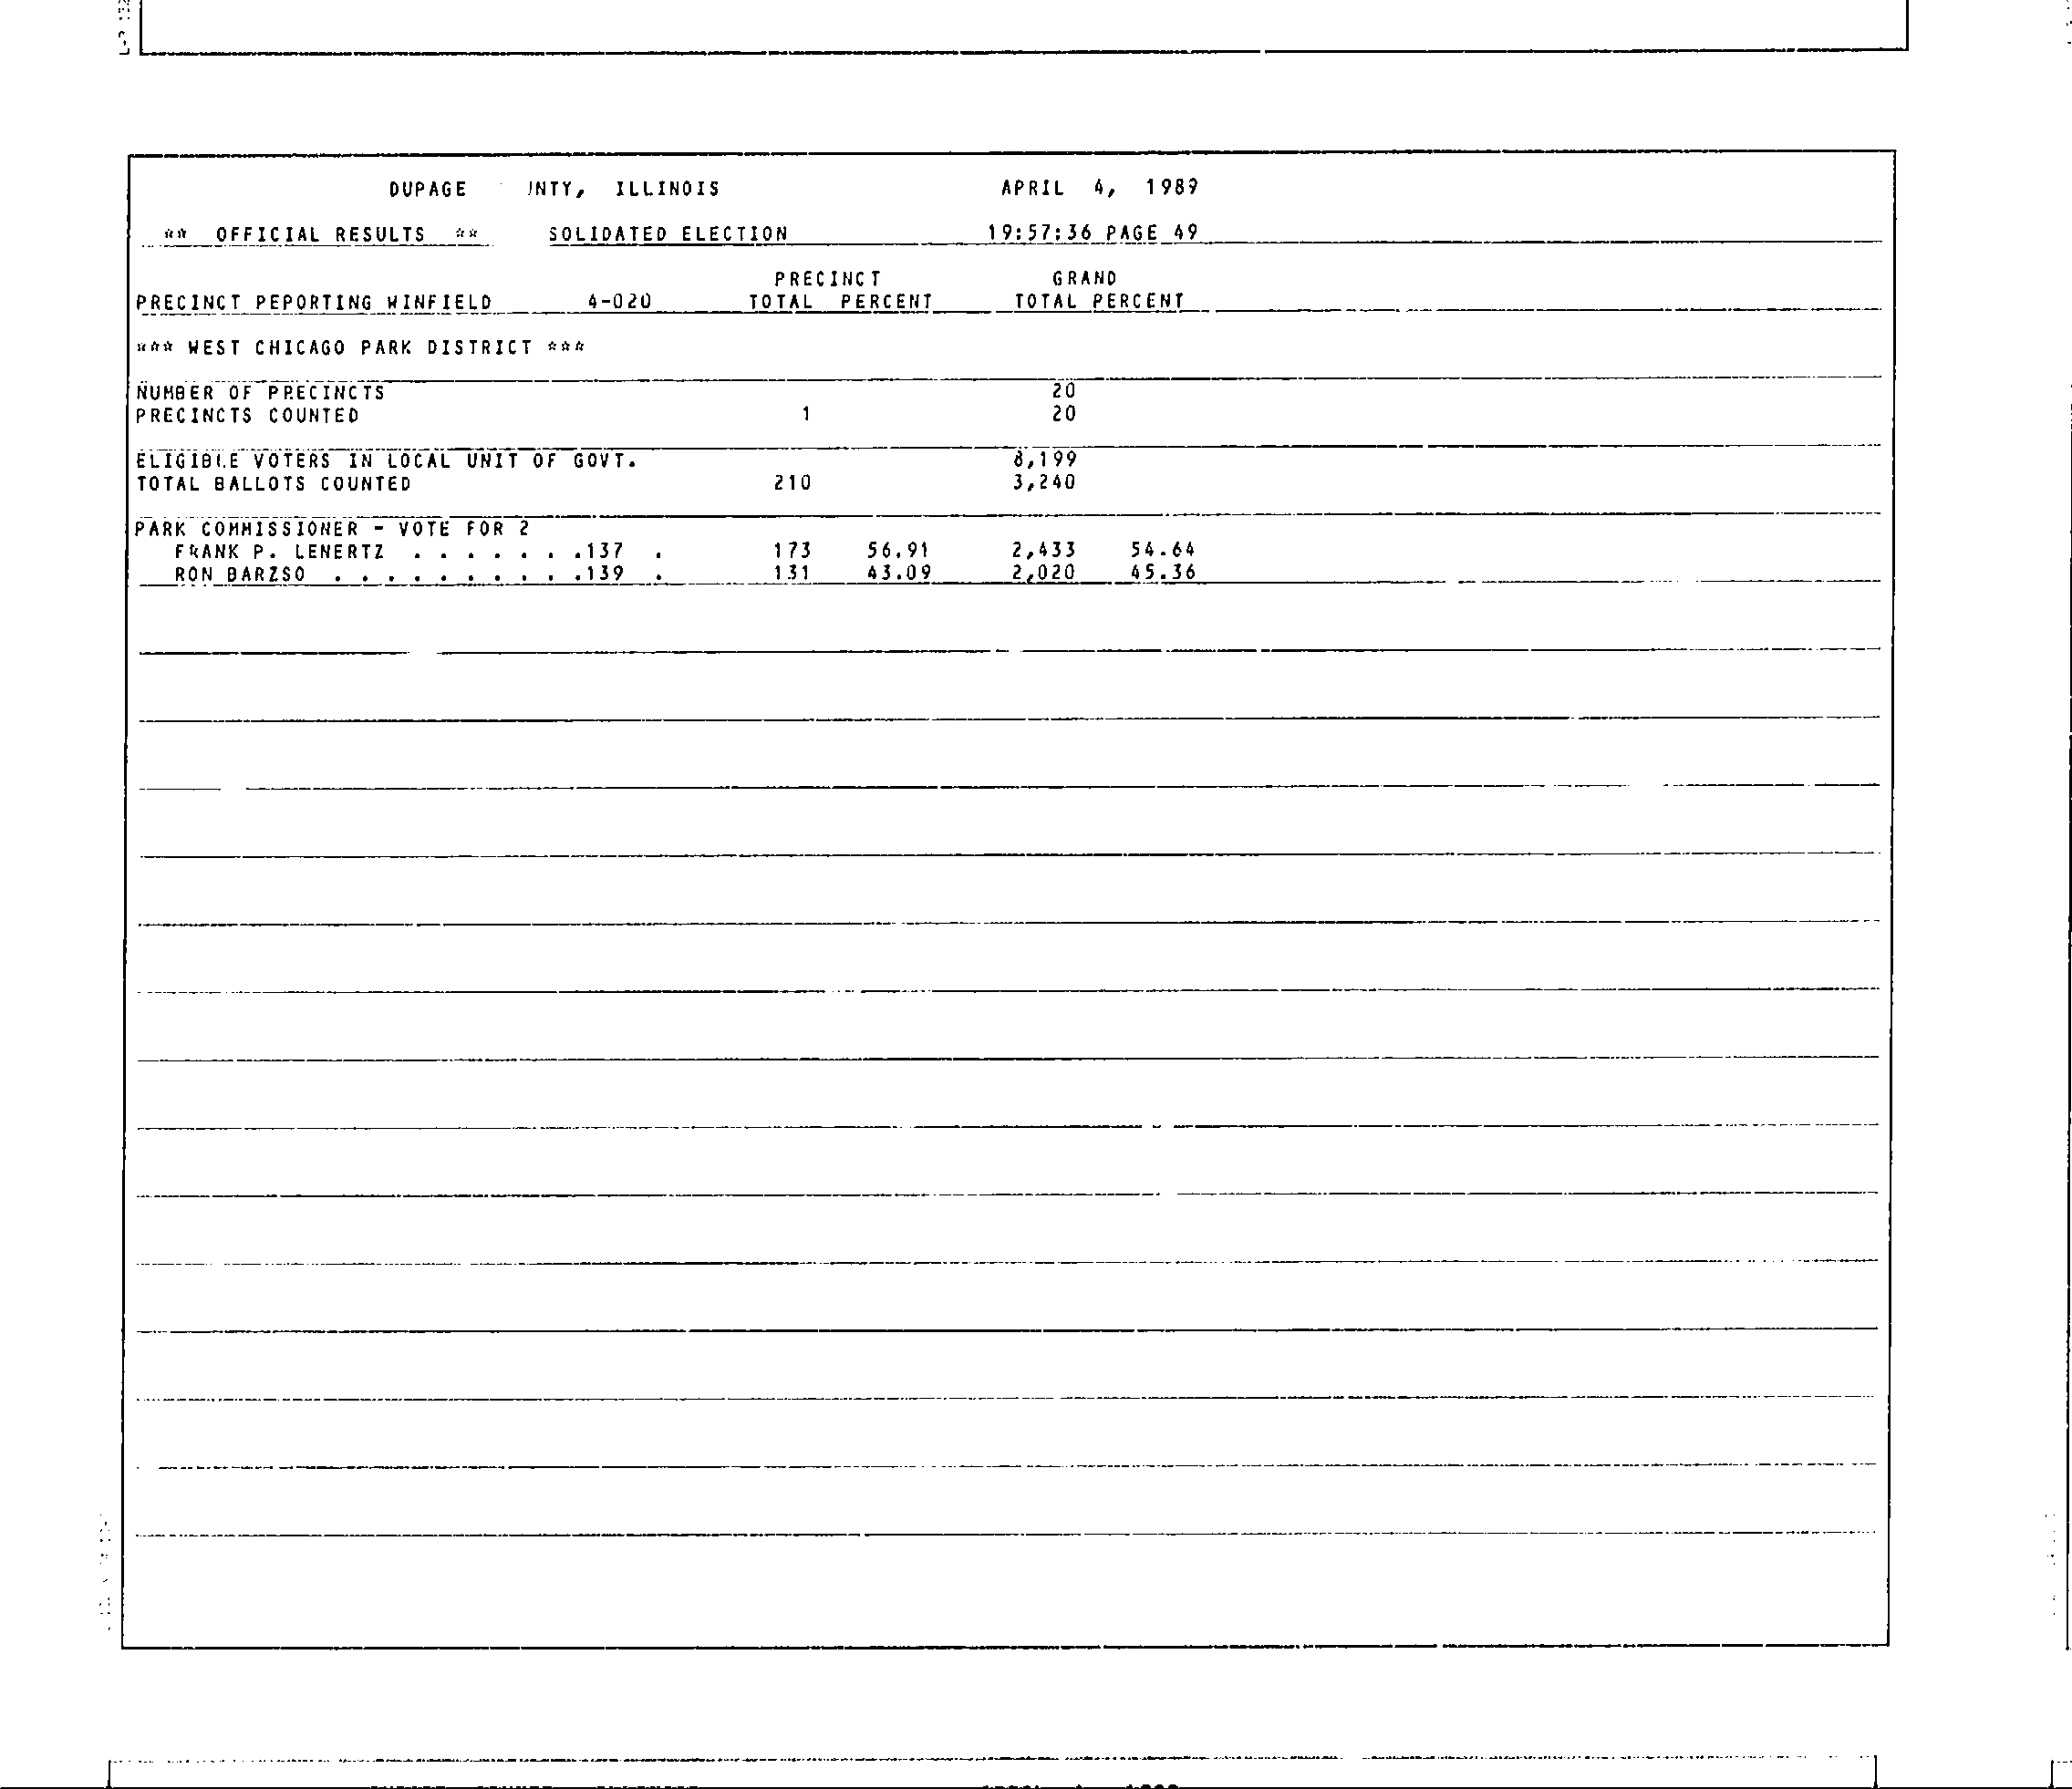 DUPAGE UNTY, ILLINOIS APRIL 4, 1989
** OFFICIAL RESULTS ** SOLIDATED ELECTION 19:57:36 PAGE 49
PRECINCT GRAND
PRECINCT REPORTING WINFIELD 4-020 TOTAL PERCENT TOTAL PERCENT
*** WEST CHICAGO PARK DISTRICT ***
NUMBER OF PRECINCTS 20
PRECINCTS COUNTED 1 20
ELIGIBLE VOTERS IN LOCAL UNIT OF GOVT. 8,199
TOTAL BALLOTS COUNTED 210 3,240
PARK COMMISSIONER - VOTE FOR 2
FRANK P. LENERTZ . . . . . . .137 . 173 56.91 2,433 54.64
RON BARZSO . . . . . . . . . .139 . 131 43.09 2,020 45.36